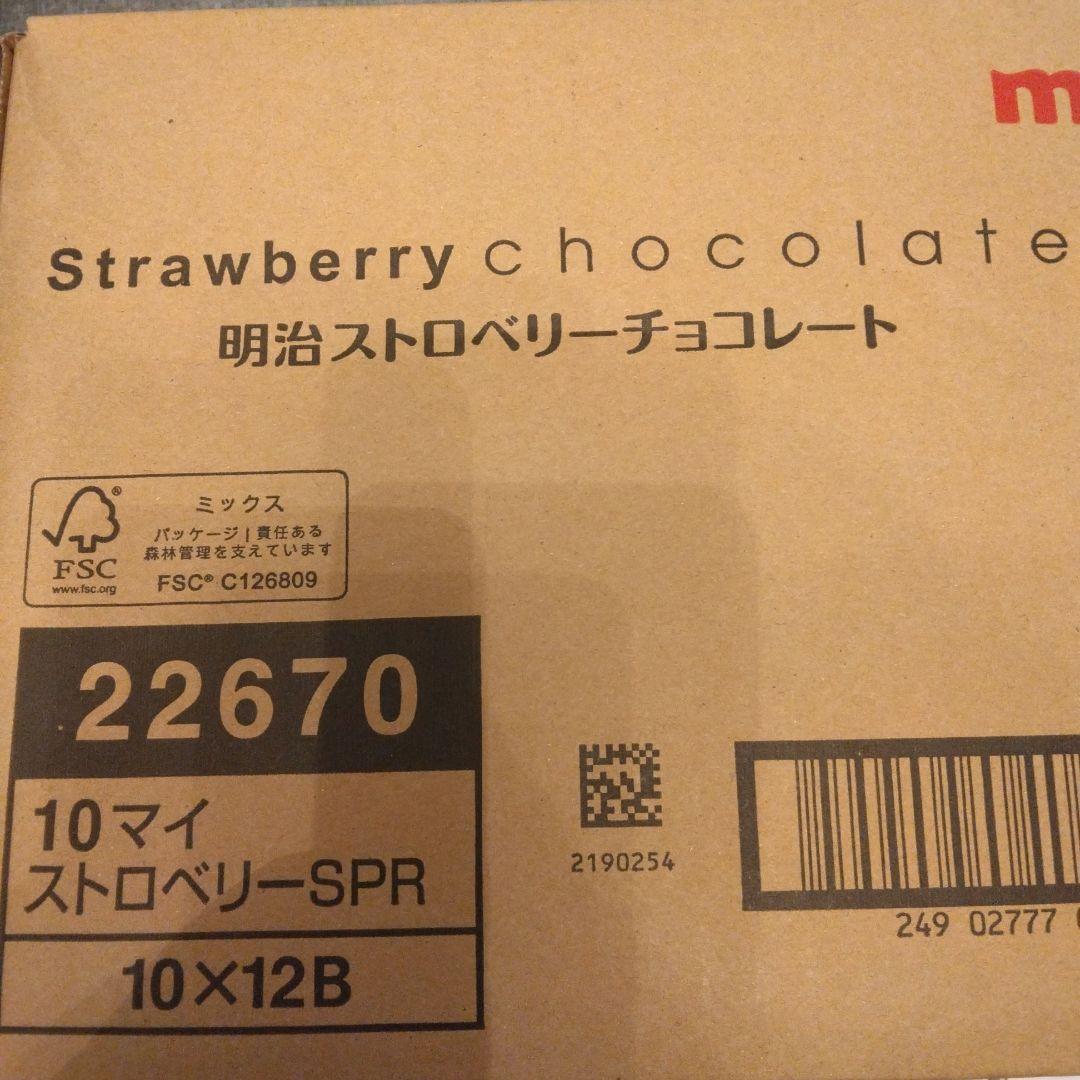 m
Strawberry chocolate
明治ストロベリーチョコレート
FSC®
www.fsc.org
ミックス
パッケージ | 責任ある
森林管理を支えています
FSC® C126809
22670
10マイ
ストロベリーSPR
10×12B
2190254
249 02777